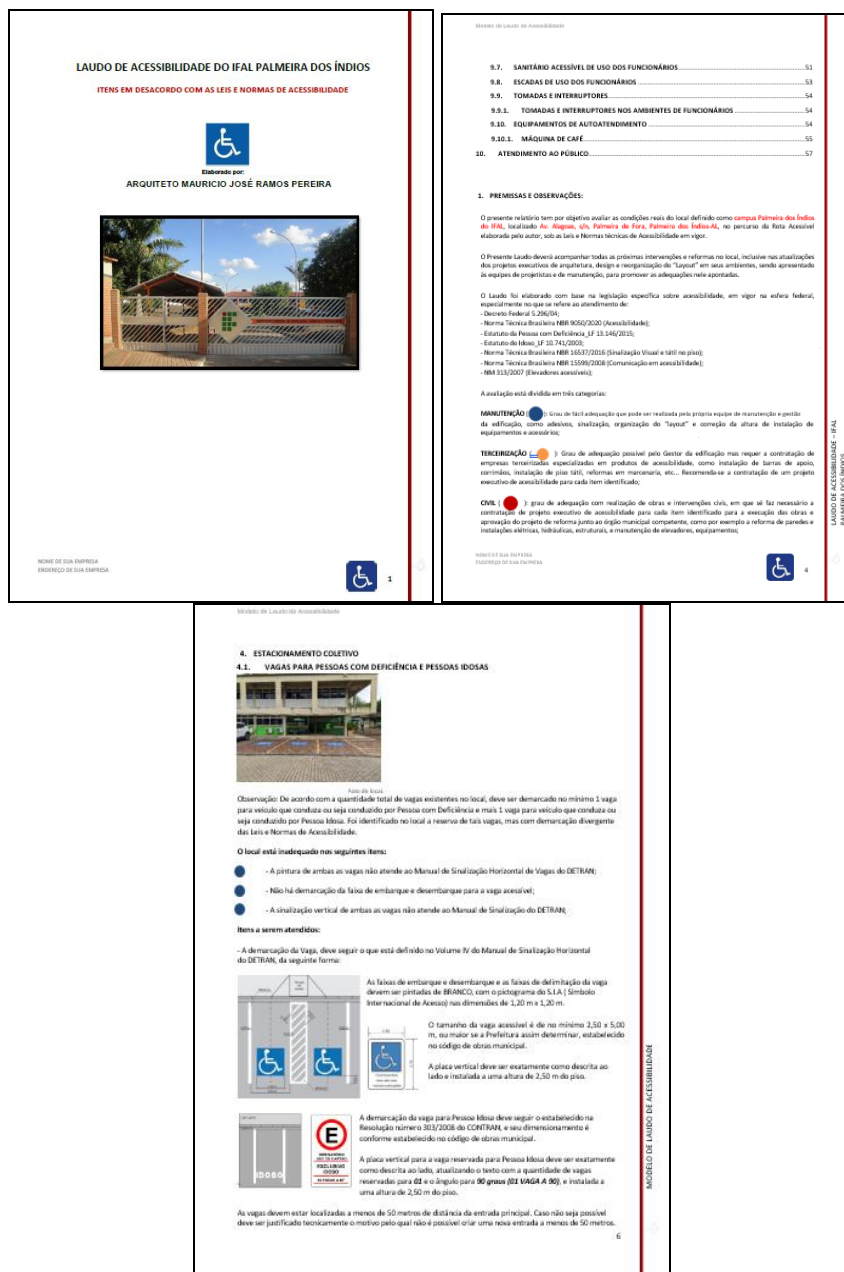 LAUDO DE ACESSIBILIDADE DO IFAL PALMEIRA DOS ÍNDIOS
ITENS EM DESACORDO COM AS LEIS E NORMAS DE ACESSIBILIDADE
Elaborado por:
ARQUITETO MAURICIO JOSÉ RAMOS PEREIRA
NOME DE SUA EMPRESA
ENDEREÇO DE SUA EMPRESA
1
Modelo de Laudo de Acessibilidade
9.7. SANITÁRIO ACESSÍVEL DE USO DOS FUNCIONÁRIOS 51
9.8. ESCADAS DE USO DOS FUNCIONÁRIOS 53
9.9. TOMADAS E INTERRUPTORES 54
9.9.1. TOMADAS E INTERRUPTORES NOS AMBIENTES DE FUNCIONÁRIOS 54
9.10. EQUIPAMENTOS DE AUTOATENDIMENTO 54
9.10.1. MÁQUINA DE CAFÉ 55
10. ATENDIMENTO AO PÚBLICO 57
1. PREMISSAS E OBSERVAÇÕES:
O presente relatório tem por objetivo avaliar as condições reais do local definido como campus Palmeira dos Índios
do IFAL, localizado Av. Alagoas, s/n, Palmeira de Fora, Palmeira dos Índios-AL, no percurso da Rota Acessível
elaborada pelo autor, sob as Leis e Normas técnicas de Acessibilidade em vigor.
O Presente Laudo deverá acompanhar todas as próximas intervenções e reformas no local, inclusive nas atualizações
dos projetos executivos de arquitetura, design e reorganização do "Layout" em seus ambientes, sendo apresentado
às equipes de projetistas e de manutenção, para promover as adequações nele apontadas.
O Laudo foi elaborado com base na legislação específica sobre acessibilidade, em vigor na esfera federal,
especialmente no que se refere ao atendimento de:
- Decreto Federal 5.296/04;
- Norma Técnica Brasileira NBR 9050/2020 (Acessibilidade);
- Estatuto da Pessoa com Deficiência_LF 13.146/2015;
- Estatuto do Idoso_LF 10.741/2003;
- Norma Técnica Brasileira NBR 16537/2016 (Sinalização Visual e tátil no piso);
- Norma Técnica Brasileira NBR 15599/2008 (Comunicação em acessibilidade);
- NM 313/2007 (Elevadores acessíveis);
A avaliação está dividida em três categorias:
MANUTENÇÃO ( ): Grau de fácil adequação que pode ser realizada pela própria equipe de manutenção e gestão
da edificação, como adesivos, sinalização, organização do "layout" e correção da altura de instalação de
equipamentos e acessórios;
TERCEIRIZAÇÃO ( ): Grau de adequação possível pelo Gestor da edificação mas requer a contratação de
empresas terceirizadas especializadas em produtos de acessibilidade, como instalação de barras de apoio,
corrimãos, instalação de piso tátil, reformas em marcenaria, etc... Recomenda-se a contratação de um projeto
executivo de acessibilidade para cada item identificado;
CIVIL ( ): grau de adequação com realização de obras e intervenções civis, em que sé faz necessário a
contratação de projeto executivo de acessibilidade para cada item identificado para a execução das obras e
aprovação do projeto de reforma junto ao órgão municipal competente, como por exemplo a reforma de paredes e
instalações elétricas, hidráulicas, estruturais, e manutenção de elevadores, equipamentos;
NOME DE SUA EMPRESA
ENDEREÇO DE SUA EMPRESA
4
LAUDO DE ACESSIBILIDADE – IFAL
PALMEIRA DOS ÍNDIOS
Modelo de Laudo de Acessibilidade
4. ESTACIONAMENTO COLETIVO
4.1. VAGAS PARA PESSOAS COM DEFICIÊNCIA E PESSOAS IDOSAS
Foto do local.
Observação: De acordo com a quantidade total de vagas existentes no local, deve ser demarcado no mínimo 1 vaga
para veículo que conduza ou seja conduzido por Pessoa com Deficiência e mais 1 vaga para veículo que conduza ou
seja conduzido por Pessoa Idosa. Foi identificado no local a reserva de tais vagas, mas com demarcação divergente
das Leis e Normas de Acessibilidade.
O local está inadequado nos seguintes itens:
- A pintura de ambas as vagas não atende ao Manual de Sinalização Horizontal de Vagas do DETRAN;
- Não há demarcação da faixa de embarque e desembarque para a vaga acessível;
- A sinalização vertical de ambas as vagas não atende ao Manual de Sinalização do DETRAN;
Itens a serem atendidos:
- A demarcação da Vaga, deve seguir o que está definido no Volume IV do Manual de Sinalização Horizontal
do DETRAN, da seguinte forma:
As faixas de embarque e desembarque e as faixas de delimitação da vaga
devem ser pintadas de BRANCO, com o pictograma do S.I.A ( Símbolo
Internacional de Acesso) nas dimensões de 1,20 m x 1,20 m.
O tamanho da vaga acessível é de no mínimo 2,50 x 5,00
m, ou maior se a Prefeitura assim determinar, estabelecido
no código de obras municipal.
A placa vertical deve ser exatamente como descrita ao
lado e instalada a uma altura de 2,50 m do piso.
A demarcação da vaga para Pessoa Idosa deve seguir o estabelecido na
Resolução número 303/2008 do CONTRAN, e seu dimensionamento é
conforme estabelecido no código de obras municipal.
IDOSO
E
EXCLUSIVO
IDOSO
A placa vertical para a vaga reservada para Pessoa Idosa deve ser exatamente
como descrita ao lado, atualizando o texto com a quantidade de vagas
reservadas para 01 e o ângulo para 90 graus (01 VAGA A 90), e instalada a
uma altura de 2,50 m do piso.
As vagas devem estar localizadas a menos de 50 metros de distância da entrada principal. Caso não seja possível
deve ser justificado tecnicamente o motivo pelo qual não é possível criar uma nova entrada a menos de 50 metros.
6
MODELO DE LAUDO DE ACESSIBILIDADE